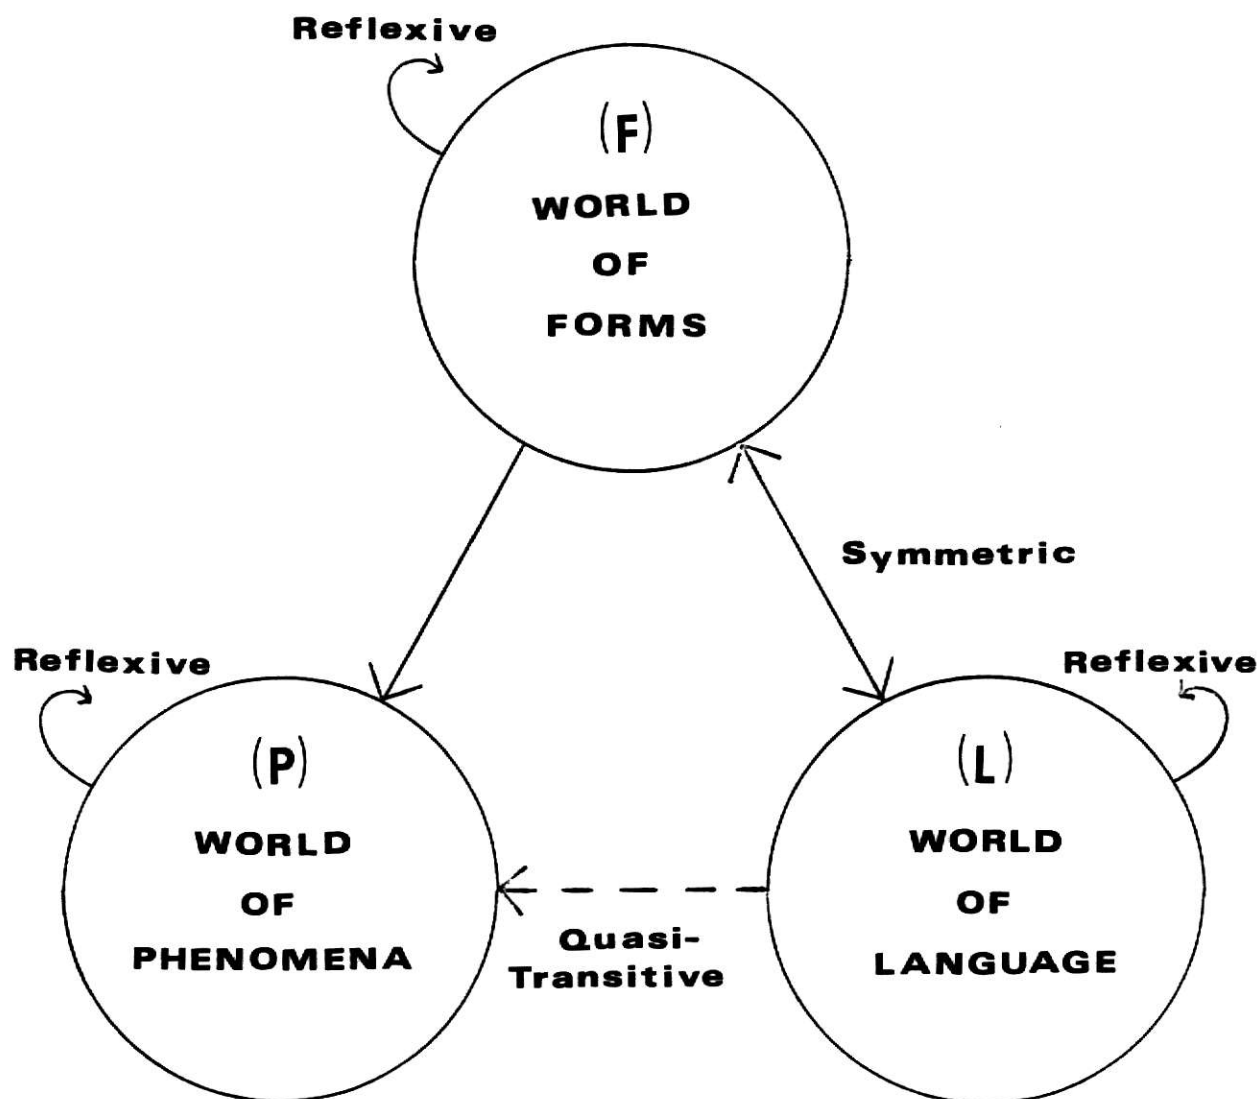 Reflexive
(F)
WORLD
OF
FORMS
Symmetric
Reflexive
Reflexive
(P)
WORLD
OF
PHENOMENA
(L)
WORLD
OF
LANGUAGE
Quasi-
Transitive